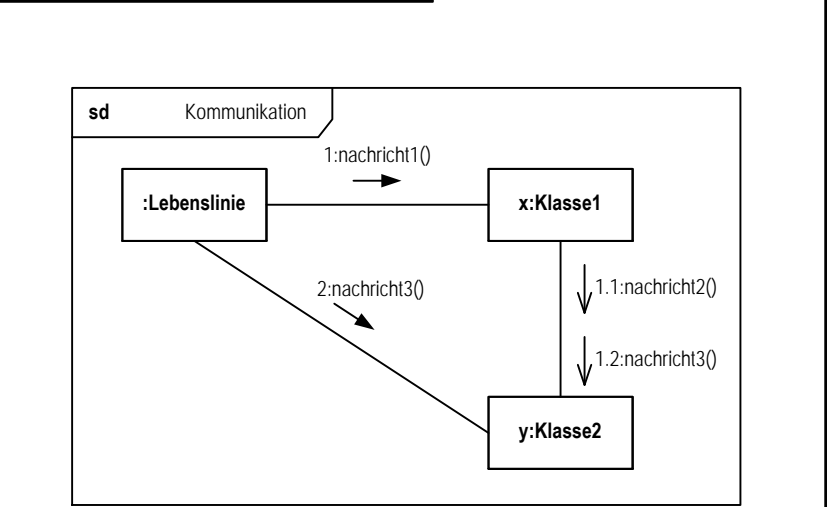 sd Kommunikation
1:nachricht1()
:Lebenslinie
x:Klasse1
2:nachricht3()
1.1:nachricht2()
1.2:nachricht3()
y:Klasse2